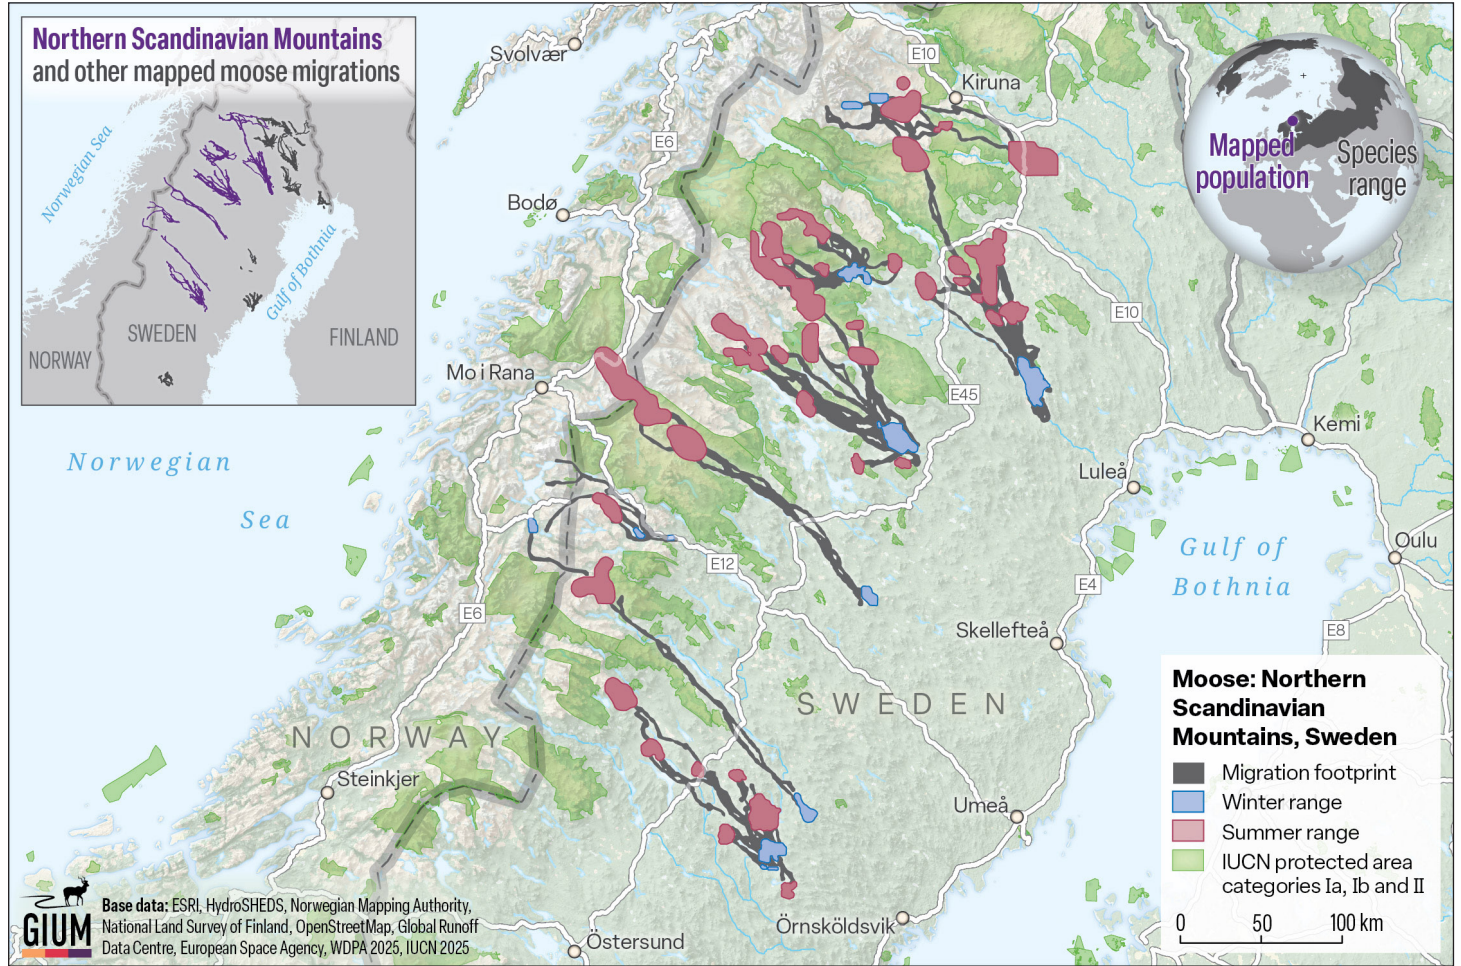 Northern Scandinavian Mountains
and other mapped moose migrations
Norwegian Sea
Gulf of Bothnia
SWEDEN
NORWAY
FINLAND
Svolvær
E10
Kiruna
Mapped
population
Species
range
E6
Bodø
E10
Mo i Rana
E45
Kemi
Norwegian
Sea
Luleå
Gulf of
Bothnia
Oulu
E12
E4
E6
Skellefteå
E8
SWEDEN
NORWAY
Steinkjer
Umeå
Örnsköldsvik
Östersund
Moose: Northern
Scandinavian
Mountains, Sweden
Migration footprint
Winter range
Summer range
IUCN protected area
categories Ia, Ib and II
0 50 100 km
GIUM
Base data: ESRI, HydroSHEDS, Norwegian Mapping Authority,
National Land Survey of Finland, OpenStreetMap, Global Runoff
Data Centre, European Space Agency, WDPA 2025, IUCN 2025